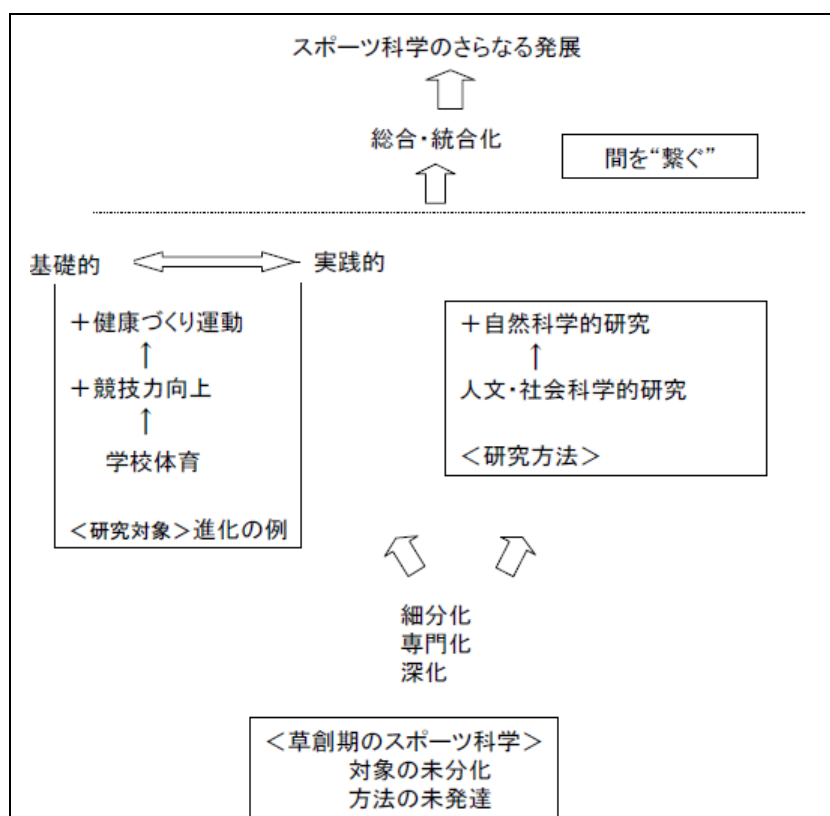 スポーツ科学のさらなる発展
総合・統合化
間を“繋ぐ”
基礎的
実践的
＋健康づくり運動
↑
＋競技力向上
↑
学校体育
＜研究対象＞進化の例
＋自然科学的研究
↑
人文・社会科学的研究
＜研究方法＞
細分化
専門化
深化
＜草創期のスポーツ科学＞
対象の未分化
方法の未発達